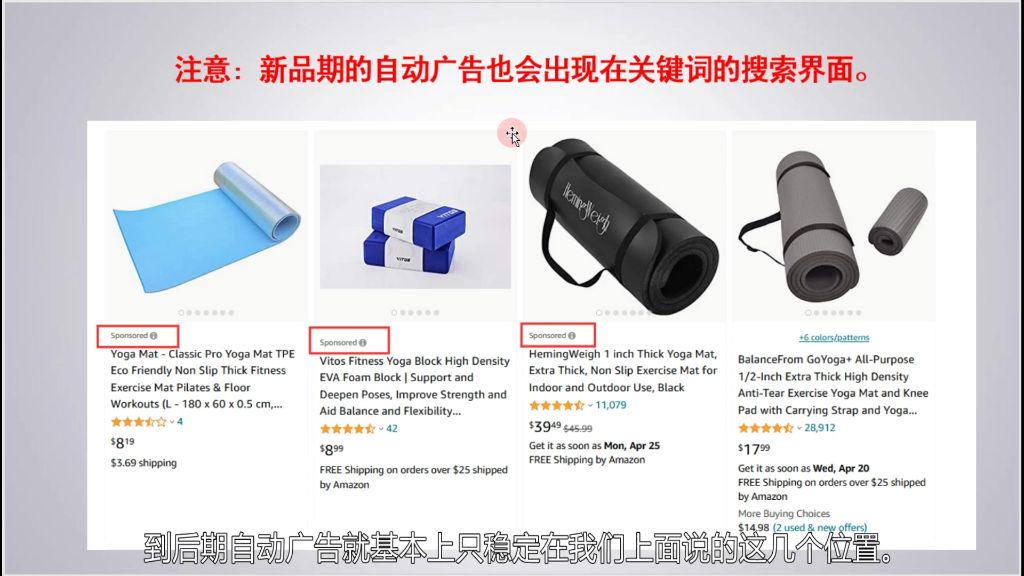 注意：新品期的自动广告也会出现在关键词的搜索界面。
VITOS
VITOS
HemingWeigh
Sponsored
Yoga Mat - Classic Pro Yoga Mat TPE
Eco Friendly Non Slip Thick Fitness
Exercise Mat Pilates & Floor
Workouts (L - 180 x 60 x 0.5 cm,...
4
$8.19
$3.69 shipping
Sponsored
Vitos Fitness Yoga Block High Density
EVA Foam Block | Support and
Deepen Poses, Improve Strength and
Aid Balance and Flexibility...
42
$8.99
FREE Shipping on orders over $25 shipped
by Amazon
Sponsored
HemingWeigh 1 inch Thick Yoga Mat,
Extra Thick, Non Slip Exercise Mat for
Indoor and Outdoor Use, Black
11,079
$39.49 $45.99
Get it as soon as Mon, Apr 25
FREE Shipping by Amazon
+6 colors/patterns
BalanceFrom GoYoga+ All-Purpose
1/2-Inch Extra Thick High Density
Anti-Tear Exercise Yoga Mat and Knee
Pad with Carrying Strap and Yoga...
28,912
$17.99
Get it as soon as Wed, Apr 20
FREE Shipping on orders over $25 shipped
by Amazon
More Buying Choices
$14.98 (2 used & new offers)
到后期自动广告就基本上只稳定在我们上面说的这几个位置。